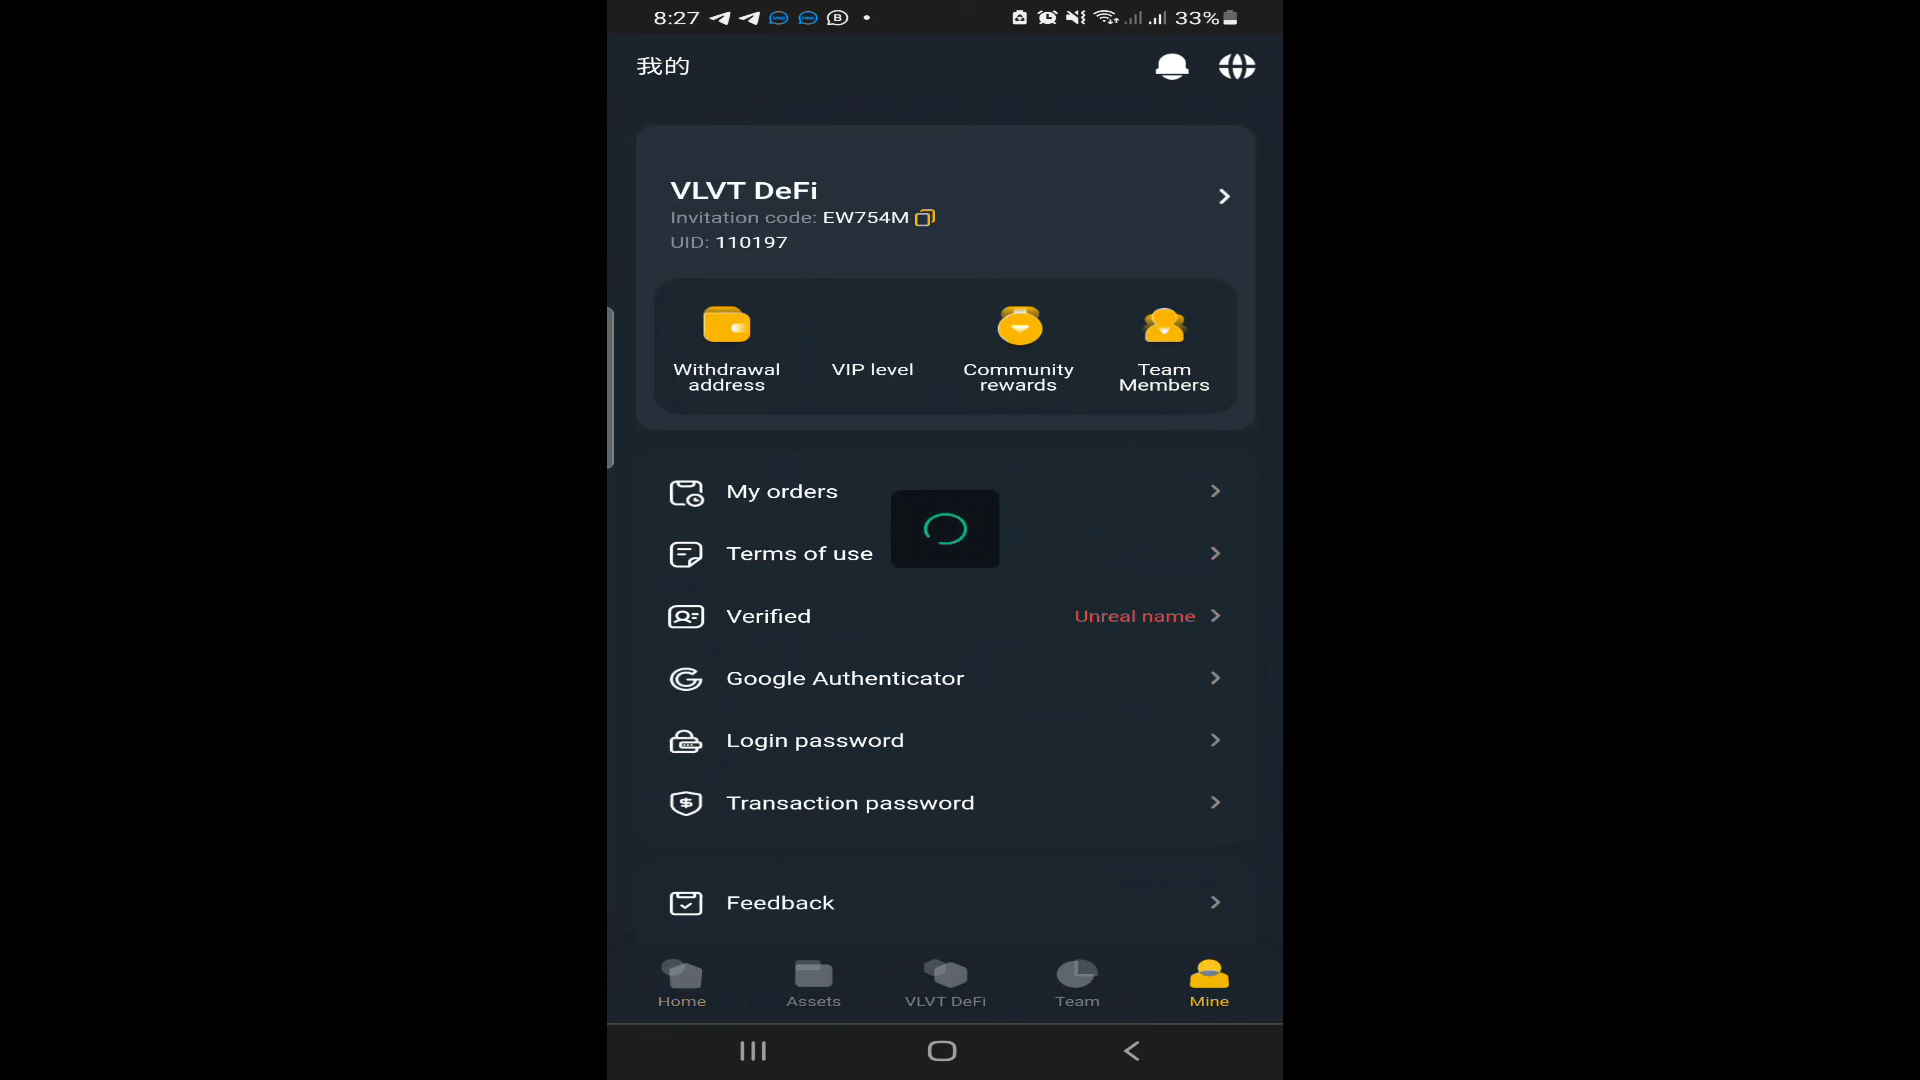 8:27 imo imo B 33%
我的
VLVT DeFi
Invitation code: EW754M
UID: 110197
Withdrawal address
VIP level
Community rewards
Team Members
My orders
Terms of use
Verified Unreal name
Google Authenticator
Login password
Transaction password
Feedback
Home Assets VLVT DeFi Team Mine